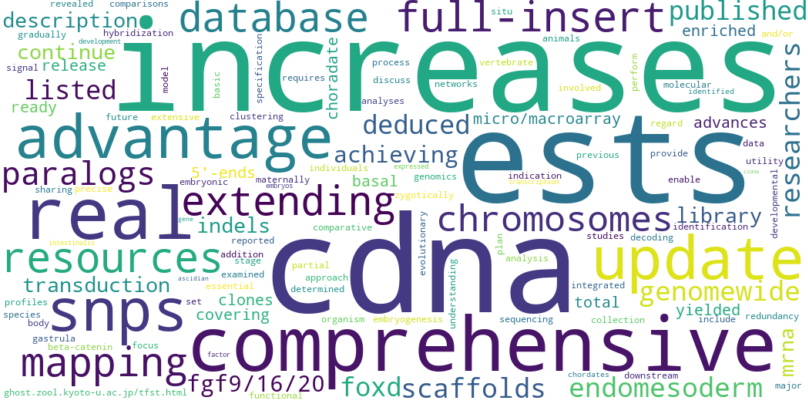 revealed comparisons
situ
description database full-insert published
gradually hybridization enriched and/or
development
continue increases animals
signal release
model basic specification choradate requires process discuss networks vertebrate involved perform molecular identified researchers
listed analyses
ready future extensive clustering micro/macroarray regard advances
advantage deduced ests data
paralogs achieving previous provide utility
5'-ends individuals indication enable
embryonic maternally embryos basal expressed genomics transcription ciona
sharing precise zygotically
real extending chromosomes library
gene indels comparative cdna evolutionary plan studies identification developmental
reported decoding
intestinalis addition partial understanding analysis update
resources stage approach integrated
ascidian examined determined
transduction essential genomewide
profiles set clones organism embryogenesis sequencing collection total yielded redundancy
species snps covering include
body comprehensive mrna
gastrula
beta-catenin focus
mapping factor chordates downstream major
fgf9/16/20 foxd scaffolds endomesoderm
ghost.zool.kyoto-u.ac.jp/tfst.html functional